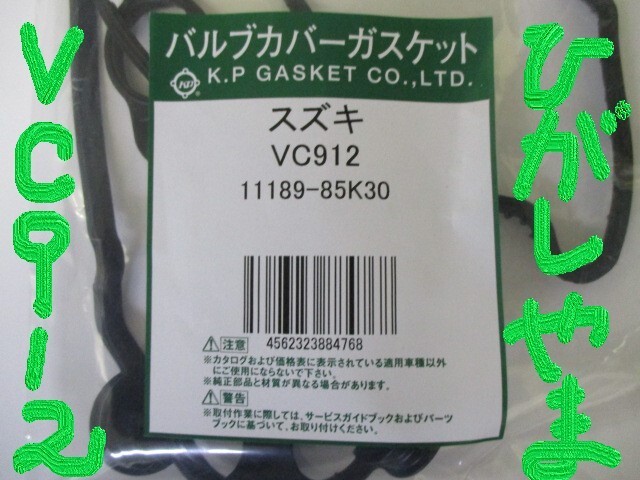 VC912
バルブカバーガスケット
KP
K.P GASKET CO.,LTD.
スズキ
VC912
11189-85K30
4562323884768
注意
※カタログおよび価格表に表示されている適用車種以外
にご使用にならないで下さい。
※純正部品と材質が異なる場合があります。
警告
※取付作業に際しては、サービスガイドブックおよびパーツ
ブックに基づいて、お取り付けください。
ひがしやま